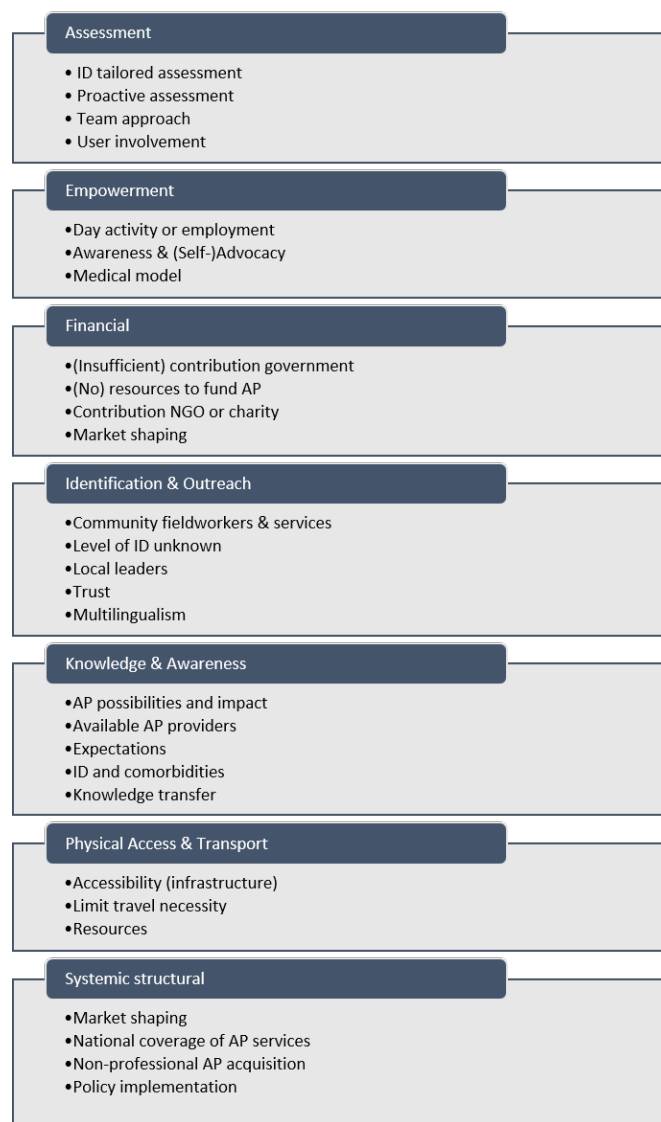 Assessment
• ID tailored assessment
• Proactive assessment
• Team approach
• User involvement
Empowerment
•Day activity or employment
•Awareness & (Self-)Advocacy
•Medical model
Financial
•(Insufficient) contribution government
•(No) resources to fund AP
•Contribution NGO or charity
•Market shaping
Identification & Outreach
•Community fieldworkers & services
•Level of ID unknown
•Local leaders
•Trust
•Multilingualism
Knowledge & Awareness
•AP possibilities and impact
•Available AP providers
•Expectations
•ID and comorbidities
•Knowledge transfer
Physical Access & Transport
•Accessibility (infrastructure)
•Limit travel necessity
•Resources
Systemic structural
•Market shaping
•National coverage of AP services
•Non-professional AP acquisition
•Policy implementation